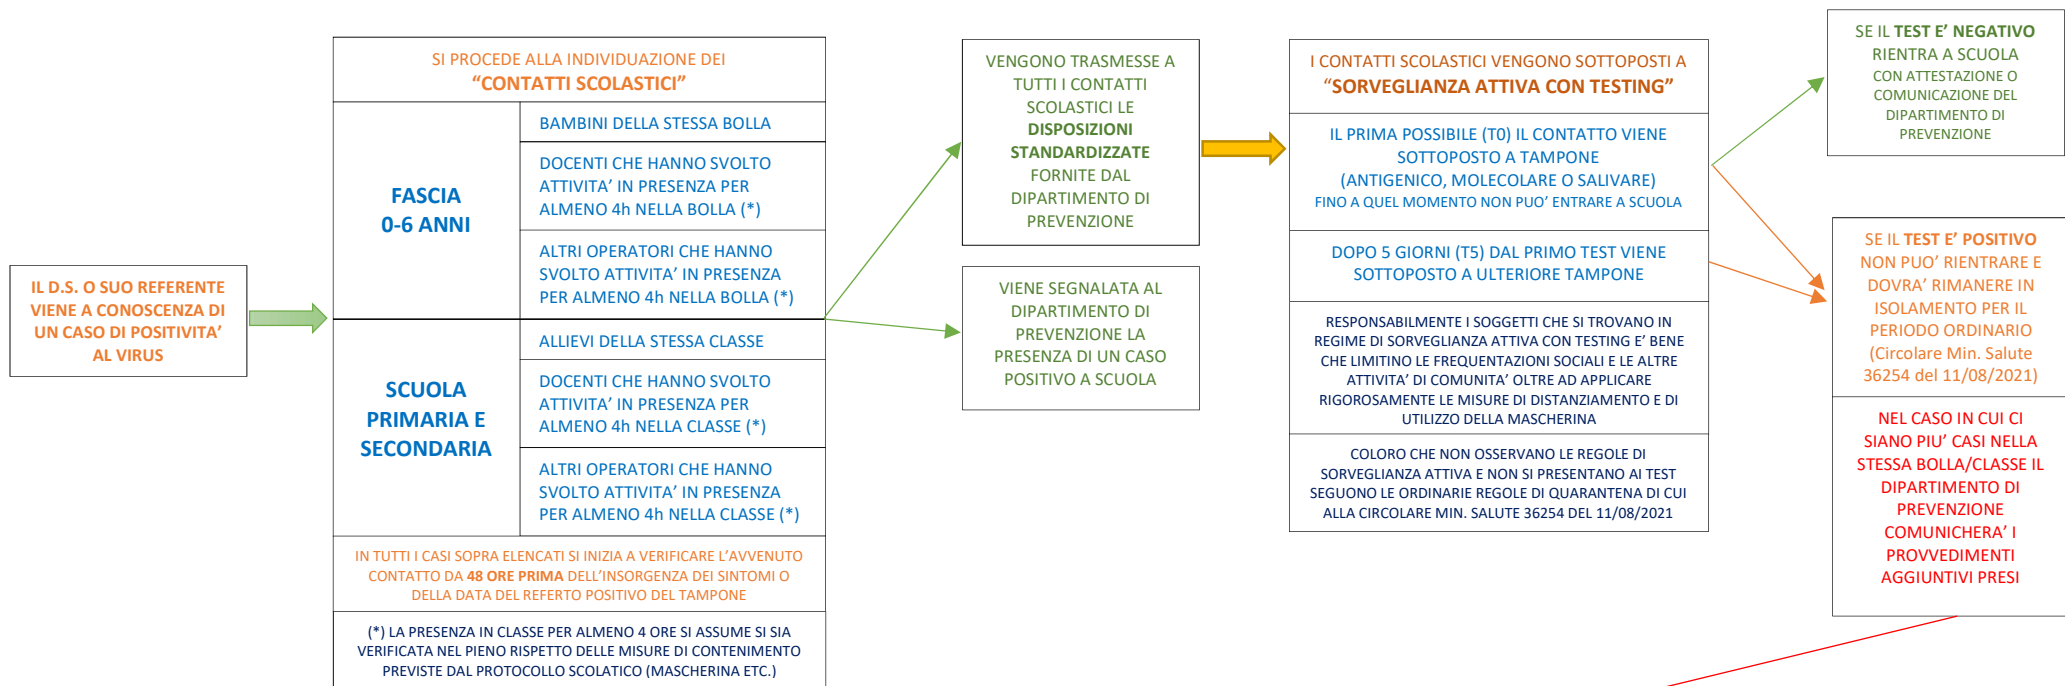 IL D.S. O SUO REFERENTE
VIENE A CONOSCENZA DI
UN CASO DI POSITIVITA’
AL VIRUS
SI PROCEDE ALLA INDIVIDUAZIONE DEI
“CONTATTI SCOLASTICI”
FASCIA
0-6 ANNI
BAMBINI DELLA STESSA BOLLA
DOCENTI CHE HANNO SVOLTO
ATTIVITA’ IN PRESENZA PER
ALMENO 4h NELLA BOLLA (*)
ALTRI OPERATORI CHE HANNO
SVOLTO ATTIVITA’ IN PRESENZA
PER ALMENO 4h NELLA BOLLA (*)
SCUOLA
PRIMARIA E
SECONDARIA
ALLIEVI DELLA STESSA CLASSE
DOCENTI CHE HANNO SVOLTO
ATTIVITA’ IN PRESENZA PER
ALMENO 4h NELLA CLASSE (*)
ALTRI OPERATORI CHE HANNO
SVOLTO ATTIVITA’ IN PRESENZA
PER ALMENO 4h NELLA CLASSE (*)
IN TUTTI I CASI SOPRA ELENCATI SI INIZIA A VERIFICARE L’AVVENUTO
CONTATTO DA 48 ORE PRIMA DELL’INSORGENZA DEI SINTOMI O
DELLA DATA DEL REFERTO POSITIVO DEL TAMPONE
(*) LA PRESENZA IN CLASSE PER ALMENO 4 ORE SI ASSUME SI SIA
VERIFICATA NEL PIENO RISPETTO DELLE MISURE DI CONTENIMENTO
PREVISTE DAL PROTOCOLLO SCOLASTICO (MASCHERINA ETC.)
VENGONO TRASMESSE A
TUTTI I CONTATTI
SCOLASTICI LE
DISPOSIZIONI
STANDARDIZZATE
FORNITE DAL
DIPARTIMENTO DI
PREVENZIONE
VIENE SEGNALATA AL
DIPARTIMENTO DI
PREVENZIONE LA
PRESENZA DI UN CASO
POSITIVO A SCUOLA
I CONTATTI SCOLASTICI VENGONO SOTTOPOSTI A
“SORVEGLIANZA ATTIVA CON TESTING”
IL PRIMA POSSIBILE (T0) IL CONTATTO VIENE
SOTTOPOSTO A TAMPONE
(ANTIGENICO, MOLECOLARE O SALIVARE)
FINO A QUEL MOMENTO NON PUO’ ENTRARE A SCUOLA
DOPO 5 GIORNI (T5) DAL PRIMO TEST VIENE
SOTTOPOSTO A ULTERIORE TAMPONE
RESPONSABILMENTE I SOGGETTI CHE SI TROVANO IN
REGIME DI SORVEGLIANZA ATTIVA CON TESTING E’ BENE
CHE LIMITINO LE FREQUENTAZIONI SOCIALI E LE ALTRE
ATTIVITA’ DI COMUNITA’ OLTRE AD APPLICARE
RIGOROSAMENTE LE MISURE DI DISTANZIAMENTO E DI
UTILIZZO DELLA MASCHERINA
COLORO CHE NON OSSERVANO LE REGOLE DI
SORVEGLIANZA ATTIVA E NON SI PRESENTANO AI TEST
SEGUONO LE ORDINARIE REGOLE DI QUARANTENA DI CUI
ALLA CIRCOLARE MIN. SALUTE 36254 DEL 11/08/2021
SE IL TEST E’ NEGATIVO
RIENTRA A SCUOLA
CON ATTESTAZIONE O
COMUNICAZIONE DEL
DIPARTIMENTO DI
PREVENZIONE
SE IL TEST E’ POSITIVO
NON PUO’ RIENTRARE E
DOVRA’ RIMANERE IN
ISOLAMENTO PER IL
PERIODO ORDINARIO
(Circolare Min. Salute
36254 del 11/08/2021)
NEL CASO IN CUI CI
SIANO PIU’ CASI NELLA
STESSA BOLLA/CLASSE IL
DIPARTIMENTO DI
PREVENZIONE
COMUNICHERA’ I
PROVVEDIMENTI
AGGIUNTIVI PRESI